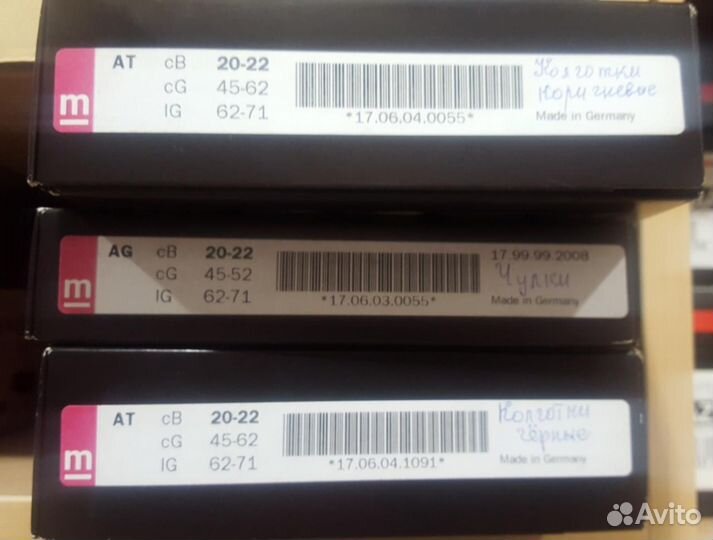 m
AT cB 20-22
cG 45-62
IG 62-71
*17.06.04.0055*
Колготки
коричневые
Made in Germany
m
AG cB 20-22
cG 45-52
IG 62-71
*17.06.03.0055*
17.99.99.2008
Чулки
Made in Germany
m
AT cB 20-22
cG 45-62
IG 62-71
*17.06.04.1091*
Колготки
чёрные
Made in Germany
Avito